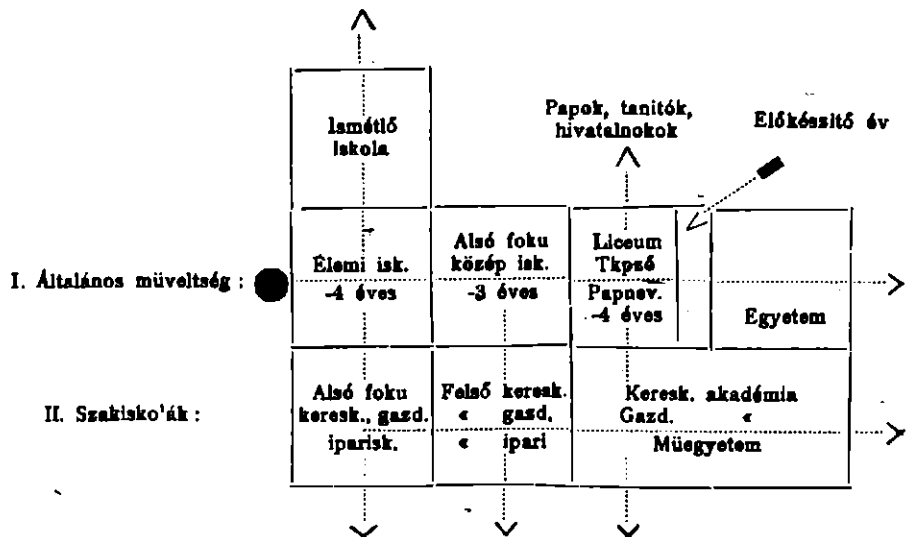 Ismétlő
iskola
Papok, tanitók,
hivatalnokok
Előkészitő év
I. Általános müveltség :
Élemi isk.
-4 éves
Alsó foku
közép isk.
-3 éves
Liceum
Tkpző
Papnev.
-4 éves
Egyetem
II. Szakisko'ák :
Alsó foku
keresk., gazd.
iparisk.
Felső keresk.
« gazd.
« ipari
Keresk. akadémia
Gazd. «
Müegyetem